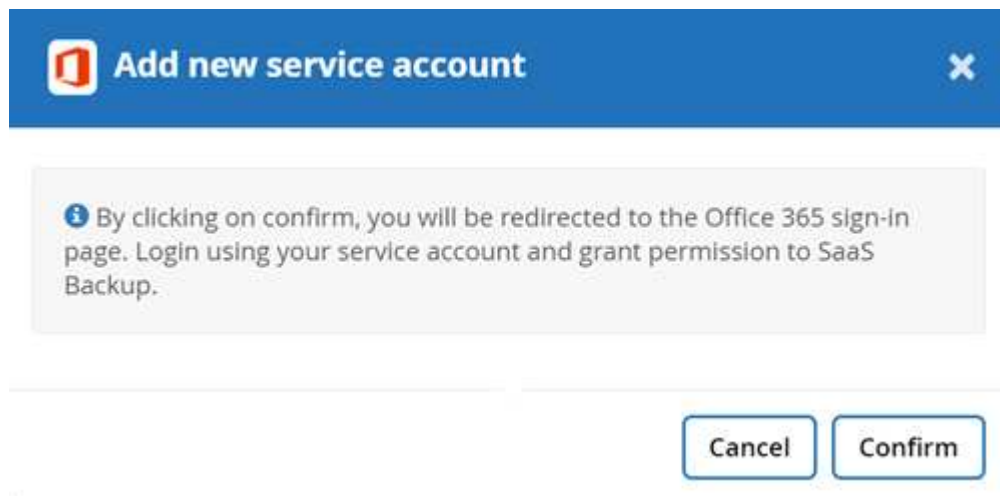 Add new service account
By clicking on confirm, you will be redirected to the Office 365 sign-in
page. Login using your service account and grant permission to SaaS
Backup.
Cancel Confirm